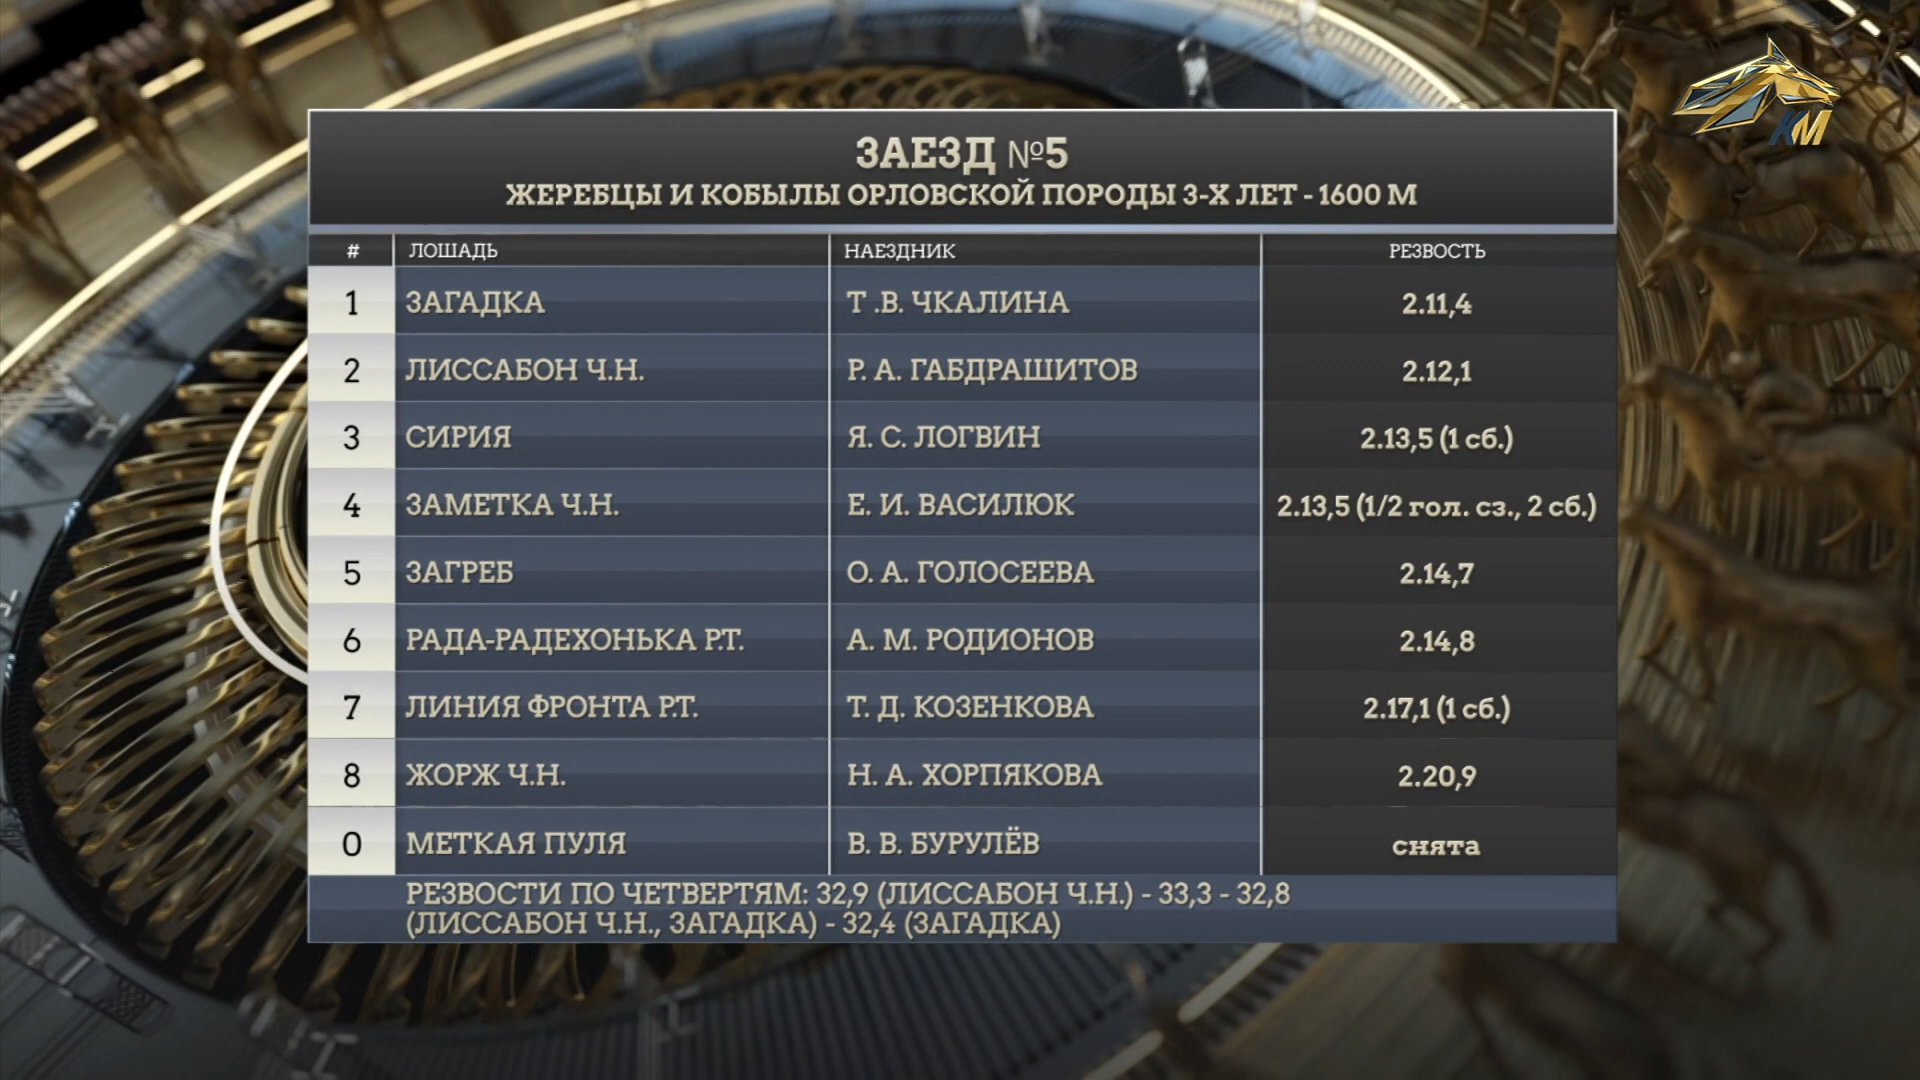 КМ
ЗАЕЗД №5
ЖЕРЕБЦЫ И КОБЫЛЫ ОРЛОВСКОЙ ПОРОДЫ 3-Х ЛЕТ - 1600 М
# ЛОШАДЬ НАЕЗДНИК РЕЗВОСТЬ
1 ЗАГАДКА Т .В. ЧКАЛИНА 2.11,4
2 ЛИССАБОН Ч.Н. Р. А. ГАБДРАШИТОВ 2.12,1
3 СИРИЯ Я. С. ЛОГВИН 2.13,5 (1 сб.)
4 ЗАМЕТКА Ч.Н. Е. И. ВАСИЛЮК 2.13,5 (1/2 гол. сз., 2 сб.)
5 ЗАГРЕБ О. А. ГОЛОСЕЕВА 2.14,7
6 РАДА-РАДЕХОНЬКА Р.Т. А. М. РОДИОНОВ 2.14,8
7 ЛИНИЯ ФРОНТА Р.Т. Т. Д. КОЗЕНКОВА 2.17,1 (1 сб.)
8 ЖОРЖ Ч.Н. Н. А. ХОРПЯКОВА 2.20,9
0 МЕТКАЯ ПУЛЯ В. В. БУРУЛЁВ снята
РЕЗВОСТИ ПО ЧЕТВЕРТЯМ: 32,9 (ЛИССАБОН Ч.Н.) - 33,3 - 32,8
(ЛИССАБОН Ч.Н., ЗАГАДКА) - 32,4 (ЗАГАДКА)